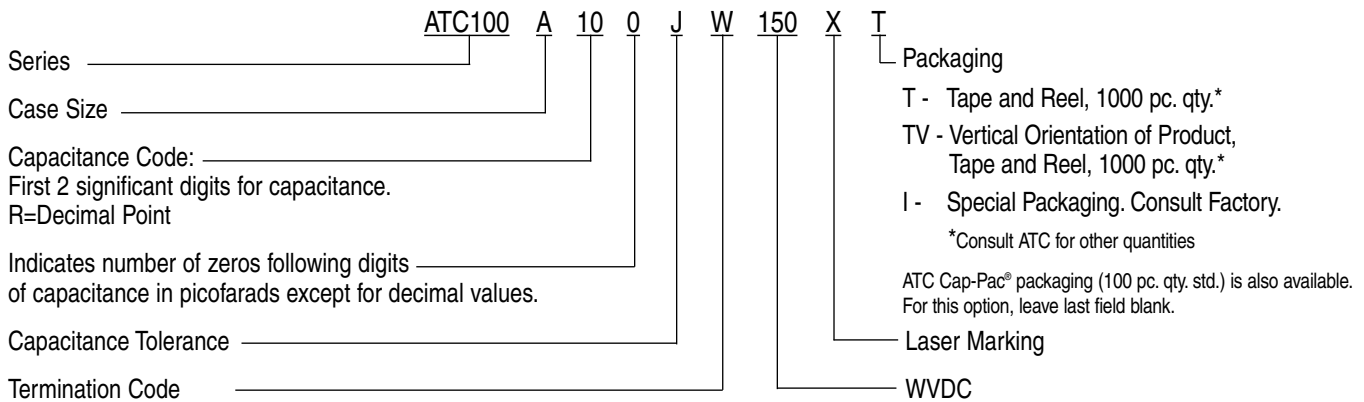 ATC100 A 10 0 J W 150 X T
Series
Case Size
Capacitance Code:
First 2 significant digits for capacitance.
R=Decimal Point
Indicates number of zeros following digits
of capacitance in picofarads except for decimal values.
Capacitance Tolerance
Termination Code
Packaging
T - Tape and Reel, 1000 pc. qty.*
TV - Vertical Orientation of Product,
Tape and Reel, 1000 pc. qty.*
I - Special Packaging. Consult Factory.
*Consult ATC for other quantities
ATC Cap-Pac® packaging (100 pc. qty. std.) is also available.
For this option, leave last field blank.
Laser Marking
WVDC